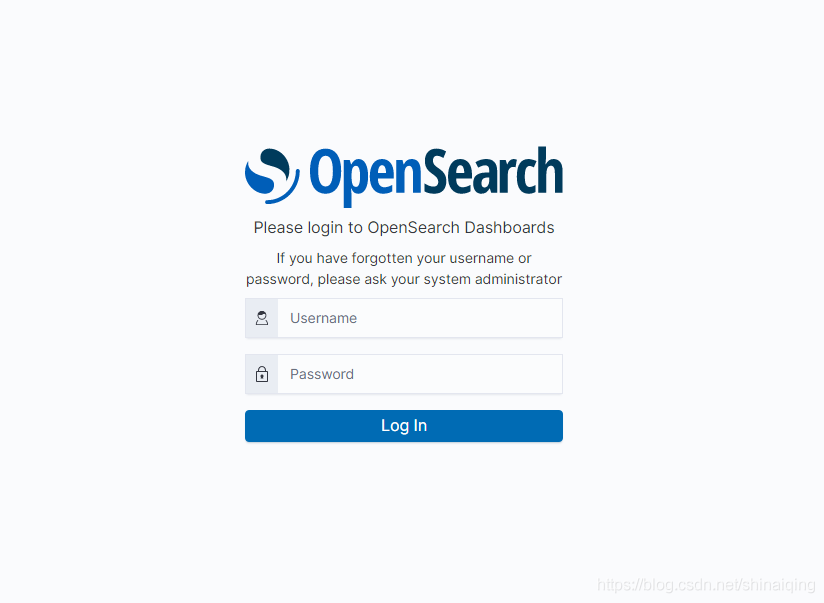 OpenSearch
Please login to OpenSearch Dashboards
If you have forgotten your username or
password, please ask your system administrator
Username
Password
Log In
https://blog.csdn.net/shinaiqing